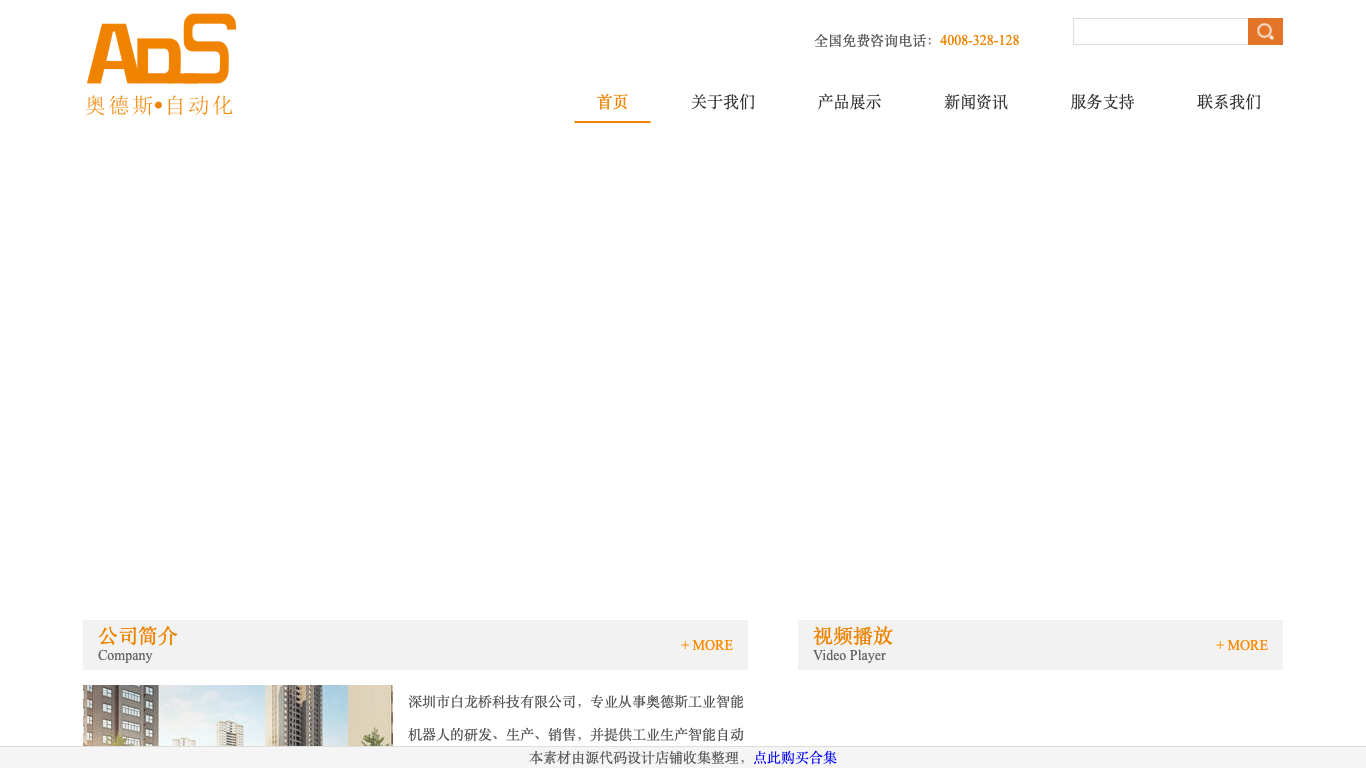 ADS
奥德斯•自动化
全国免费咨询电话：4008-328-128
首页 关于我们 产品展示 新闻资讯 服务支持 联系我们
公司简介
Company
+ MORE
视频播放
Video Player
+ MORE
深圳市白龙桥科技有限公司，专业从事奥德斯工业智能
机器人的研发、生产、销售，并提供工业生产智能自动
本素材由源代码设计店铺收集整理，点此购买合集